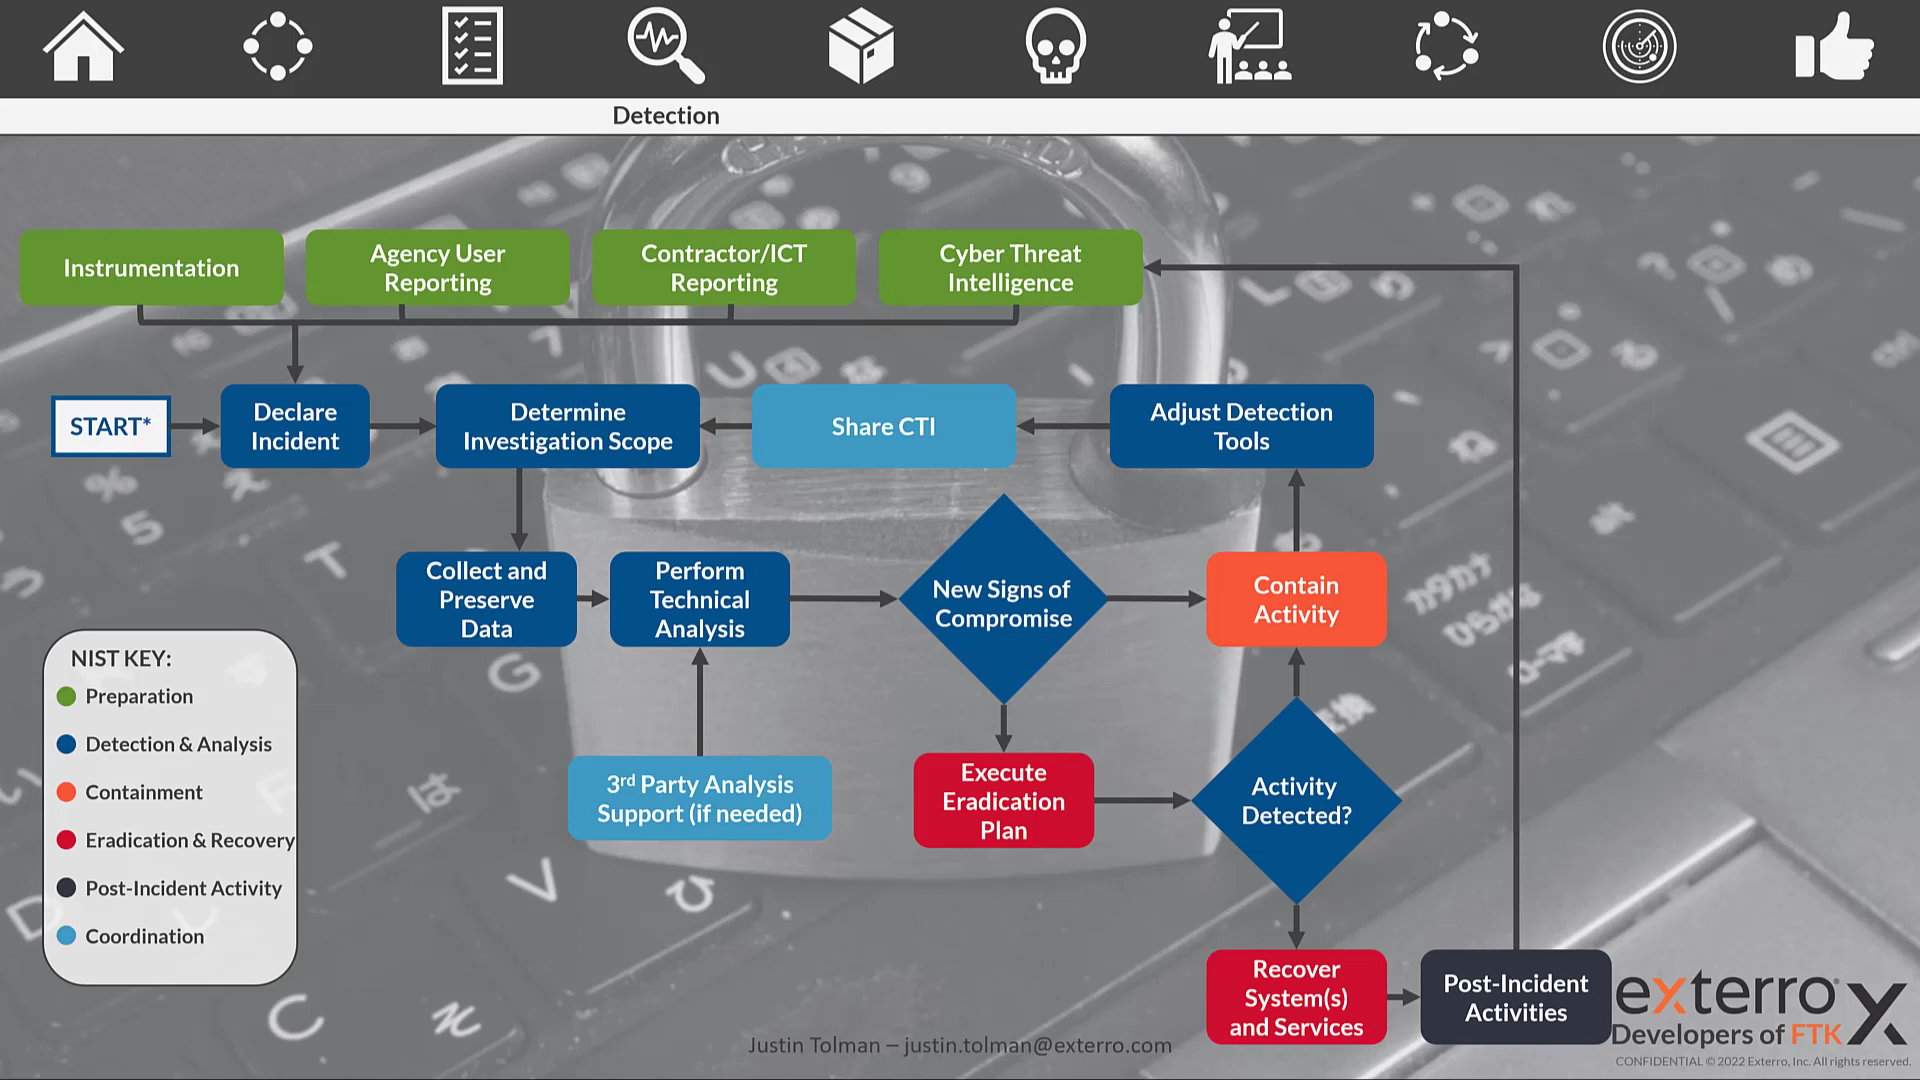 Detection
Instrumentation
Agency User
Reporting
Contractor/ICT
Reporting
Cyber Threat
Intelligence
START*
Declare
Incident
Determine
Investigation Scope
Share CTI
Adjust Detection
Tools
Collect and
Preserve
Data
Perform
Technical
Analysis
New Signs of
Compromise
Contain
Activity
3rd Party Analysis
Support (if needed)
Execute
Eradication
Plan
Activity
Detected?
Recover
System(s)
and Services
Post-Incident
Activities
NIST KEY:
Preparation
Detection & Analysis
Containment
Eradication & Recovery
Post-Incident Activity
Coordination
Justin Tolman – justin.tolman@exterro.com
exterro®
Developers of FTK
CONFIDENTIAL © 2022 Exterro, Inc. All rights reserved.